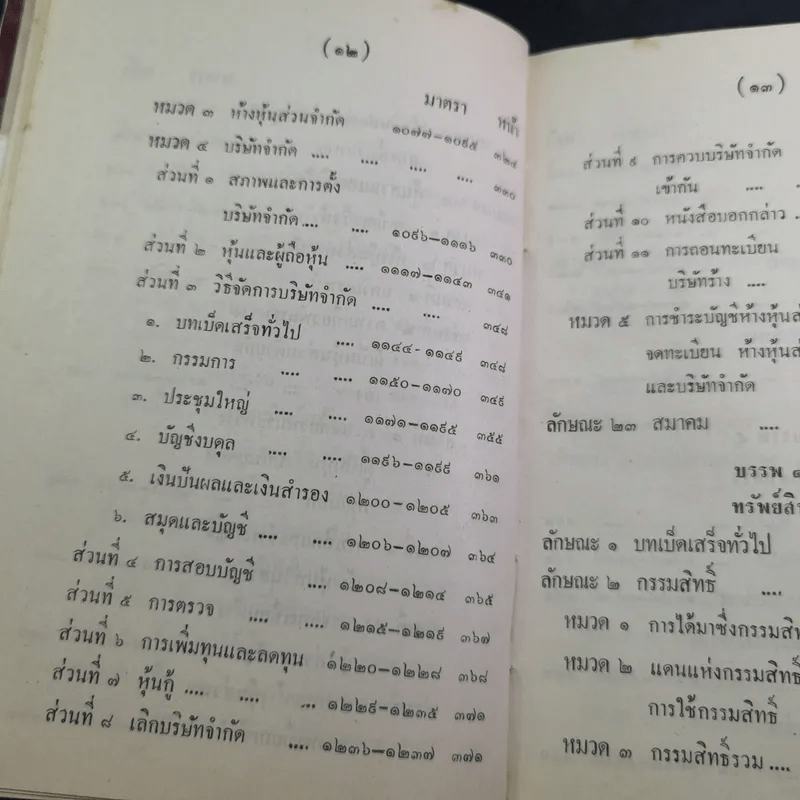 (๑๒)
มาตรา หน้า
หมวด ๓ ห้างหุ้นส่วนจำกัด ๑๐๗๗–๑๐๙๕ ๓๒๔
หมวด ๔ บริษัทจำกัด .... .... .... .... ๓๓๐
ส่วนที่ ๑ สภาพและการตั้ง
บริษัทจำกัด.... .... ๑๐๙๖–๑๑๑๖ ๓๓๐
ส่วนที่ ๒ หุ้นและผู้ถือหุ้น .... ๑๑๑๗–๑๑๔๓ ๓๔๑
ส่วนที่ ๓ วิธีจัดการบริษัทจำกัด .... .... ๓๔๘
๑. บทเบ็ดเสร็จทั่วไป .... ๑๑๔๔-๑๑๔๙ ๓๔๘
๒. กรรมการ .... .... ๑๑๕๐–๑๑๗๐ ๓๔๙
๓. ประชุมใหญ่ .... .... ๑๑๗๑–๑๑๙๕ ๓๕๕
๔. บัญชีงบดุล .... .... ๑๑๙๖–๑๑๙๙ ๓๖๑
๕. เงินปันผลและเงินสำรอง ๑๒๐๐–๑๒๐๕ ๓๖๓
๖. สมุดและบัญชี .... .... ๑๒๐๖–๑๒๐๗ ๓๖๔
ส่วนที่ ๔ การสอบบัญชี .... ๑๒๐๘–๑๒๑๔ ๓๖๕
ส่วนที่ ๕ การตรวจ .... .... ๑๒๑๕–๑๒๑๙ ๓๖๗
ส่วนที่ ๖ การเพิ่มทุนและลดทุน ๑๒๒๐–๑๒๒๘ ๓๖๘
ส่วนที่ ๗ หุ้นกู้ .... .... ... ๑๒๒๙–๑๒๓๕ ๓๗๑
ส่วนที่ ๘ เลิกบริษัทจำกัด .... ๑๒๓๖–๑๒๓๗ ๓๗๑
(๑๓)
ส่วนที่ ๙ การควบบริษัทจำกัด
เข้ากัน ....
ส่วนที่ ๑๐ หนังสือบอกกล่าว ....
ส่วนที่ ๑๑ การถอนทะเบียน
บริษัทร้าง ....
หมวด ๕ การชำระบัญชีห้างหุ้นส่
จดทะเบียน ห้างหุ้นส่
และบริษัทจำกัด
ลักษณะ ๒๓ สมาคม ....
บรรพ ๔
ทรัพย์สิน
ลักษณะ ๑ บทเบ็ดเสร็จทั่วไป
ลักษณะ ๒ กรรมสิทธิ์ ....
หมวด ๑ การได้มาซึ่งกรรมสิท
หมวด ๒ แดนแห่งกรรมสิทธิ์
การใช้กรรมสิทธิ์
หมวด ๓ กรรมสิทธิ์รวม ....